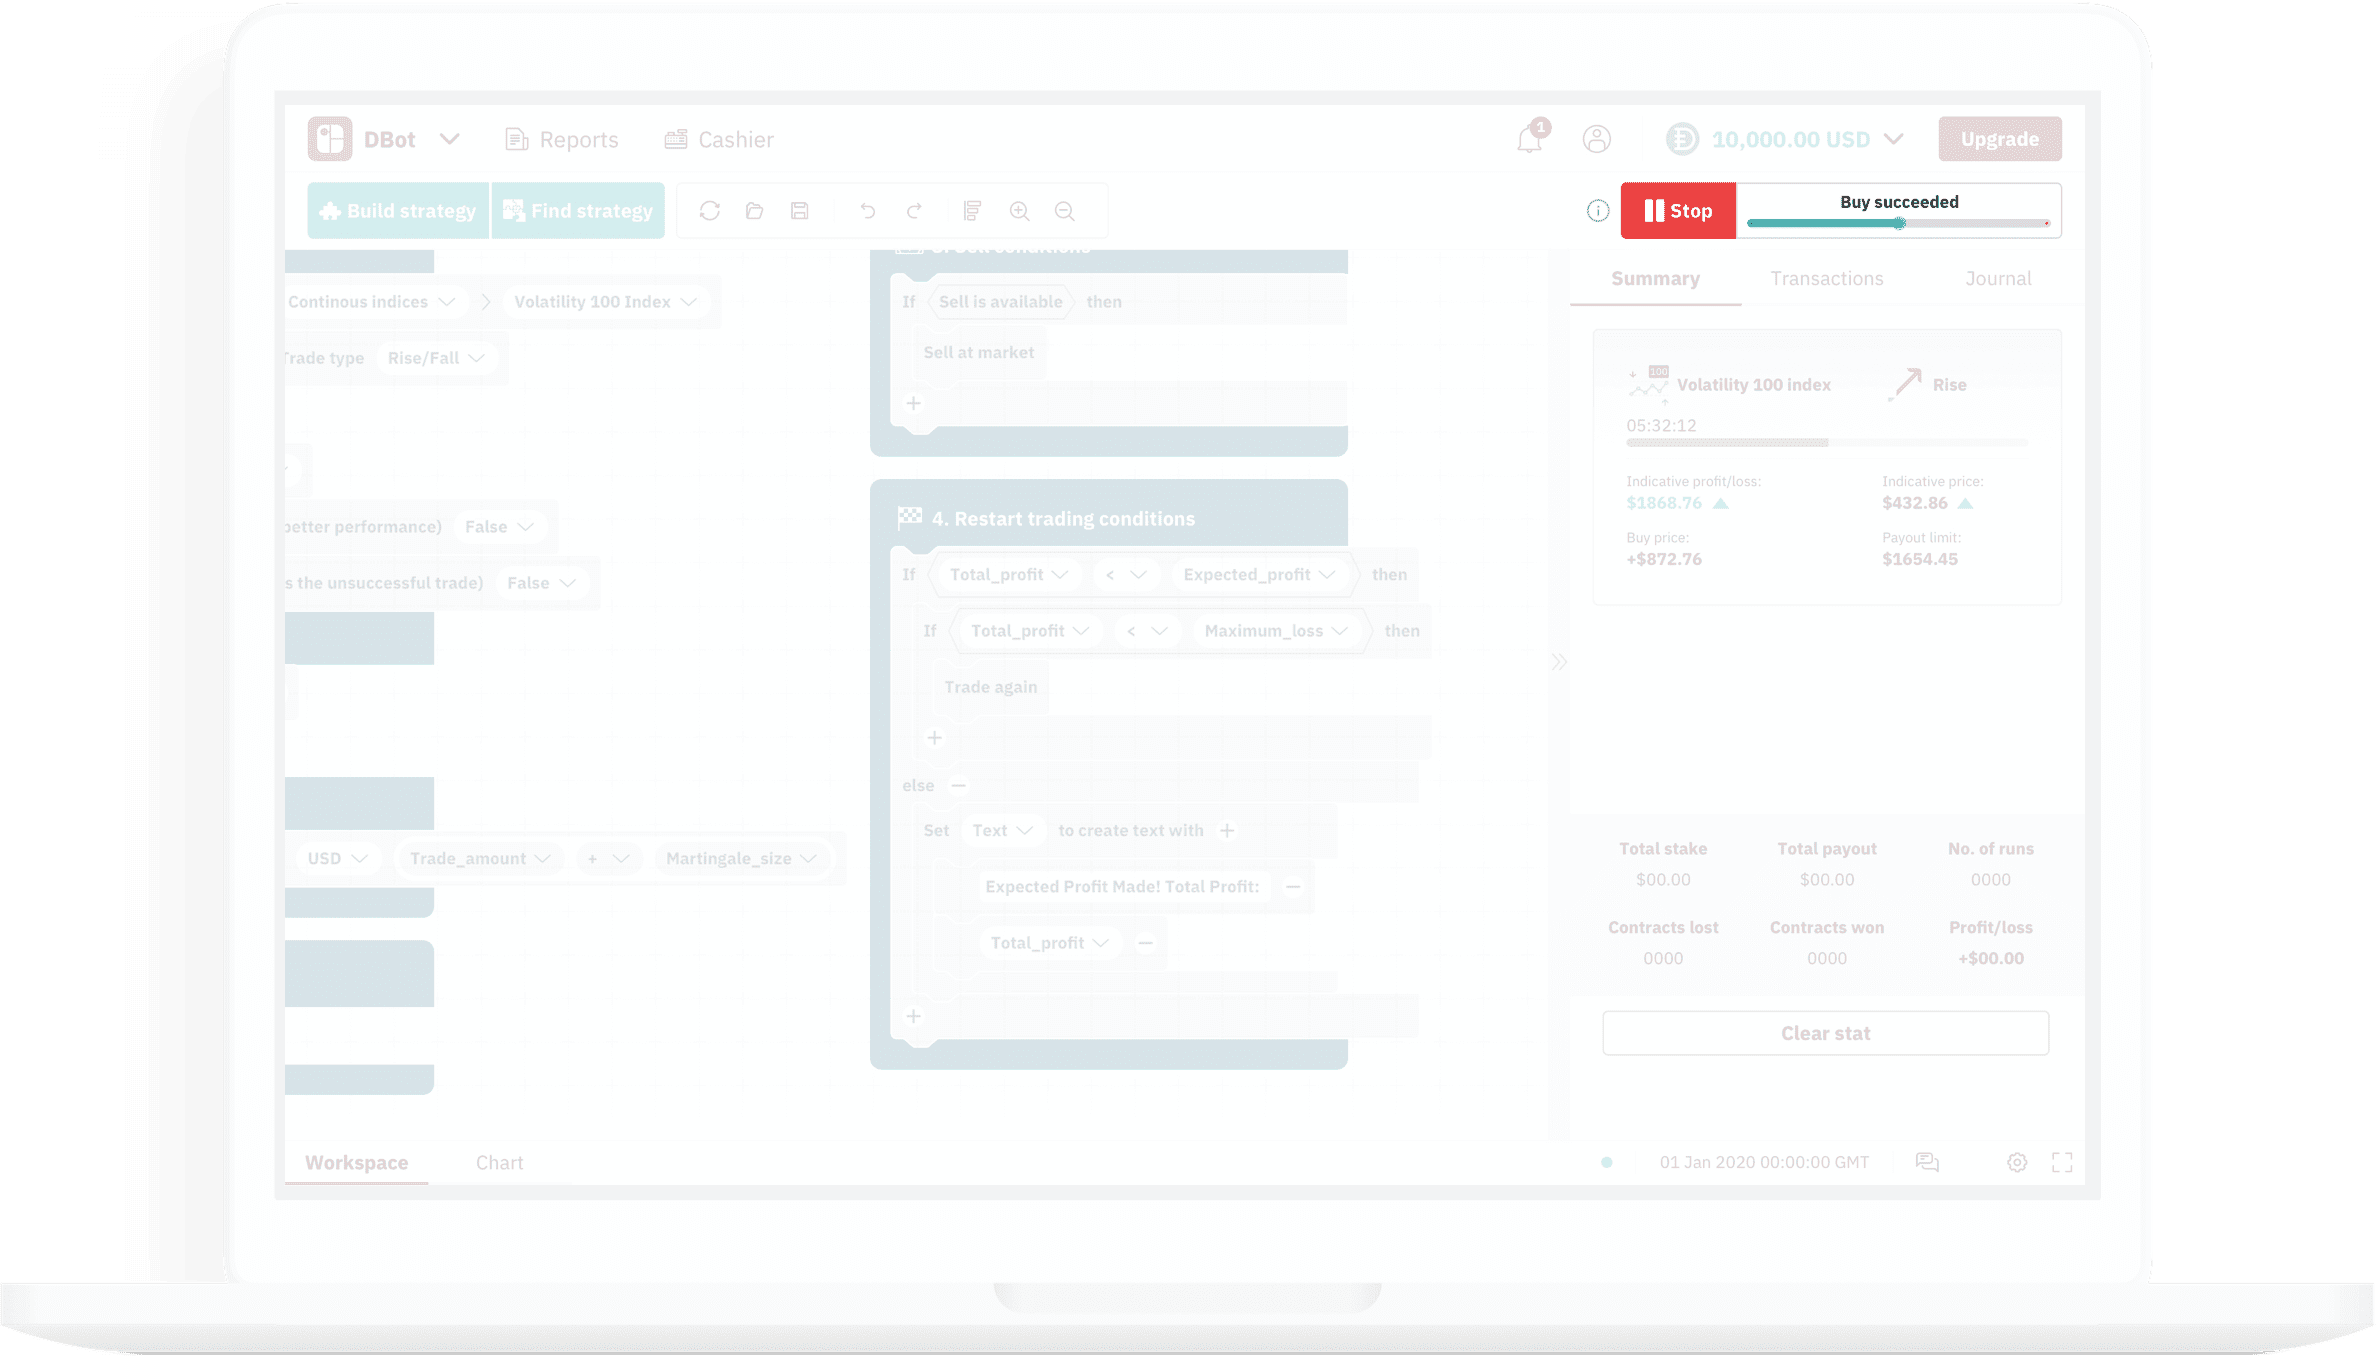 DBot
Reports
Cashier
1
10,000.00 USD
Upgrade
Build strategy
Find strategy
Stop
Buy succeeded
Summary
Transactions
Journal
Continous indices
Volatility 100 Index
Trade type
Rise/Fall
better performance)
False
s the unsuccessful trade)
False
USD
Trade_amount
+
Martingale_size
If Sell is available then
Sell at market
4. Restart trading conditions
If Total_profit < Expected_profit then
If Total_profit < Maximum_loss then
Trade again
else
Set Text to create text with
Expected Profit Made! Total Profit:
Total_profit
100
Volatility 100 index
Rise
05:32:12
Indicative profit/loss:
Indicative price:
$1868.76
$432.86
Buy price:
Payout limit:
+$872.76
$1654.45
Total stake
Total payout
No. of runs
$00.00
$00.00
0000
Contracts lost
Contracts won
Profit/loss
0000
0000
+$00.00
Clear stat
Workspace
Chart
01 Jan 2020 00:00:00 GMT